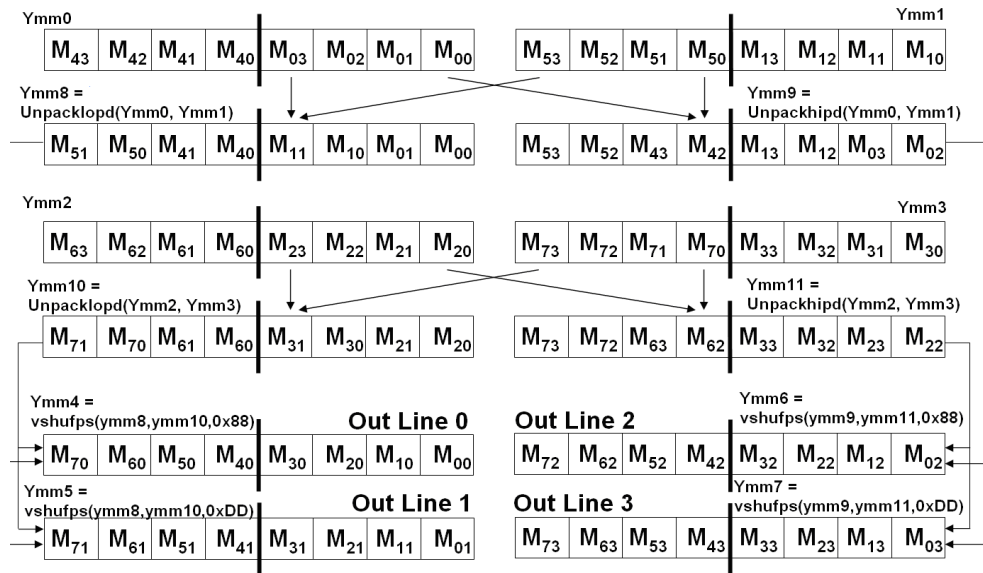 Ymm0 Ymm1
M43 M42 M41 M40 M03 M02 M01 M00 M53 M52 M51 M50 M13 M12 M11 M10
Ymm8 =
Unpacklopd(Ymm0, Ymm1)
Ymm9 =
Unpackhipd(Ymm0, Ymm1)
M51 M50 M41 M40 M11 M10 M01 M00 M53 M52 M43 M42 M13 M12 M03 M02
Ymm2 Ymm3
M63 M62 M61 M60 M23 M22 M21 M20 M73 M72 M71 M70 M33 M32 M31 M30
Ymm10 =
Unpacklopd(Ymm2, Ymm3)
Ymm11 =
Unpackhipd(Ymm2, Ymm3)
M71 M70 M61 M60 M31 M30 M21 M20 M73 M72 M63 M62 M33 M32 M23 M22
Ymm4 =
vshufps(ymm8,ymm10,0x88)
Out Line 0
Out Line 2
Ymm6 =
vshufps(ymm9,ymm11,0x88)
M70 M60 M50 M40 M30 M20 M10 M00 M72 M62 M52 M42 M32 M22 M12 M02
Ymm5 =
vshufps(ymm8,ymm10,0xDD)
Out Line 1
Out Line 3
Ymm7 =
vshufps(ymm9,ymm11,0xDD)
M71 M61 M51 M41 M31 M21 M11 M01 M73 M63 M53 M43 M33 M23 M13 M03